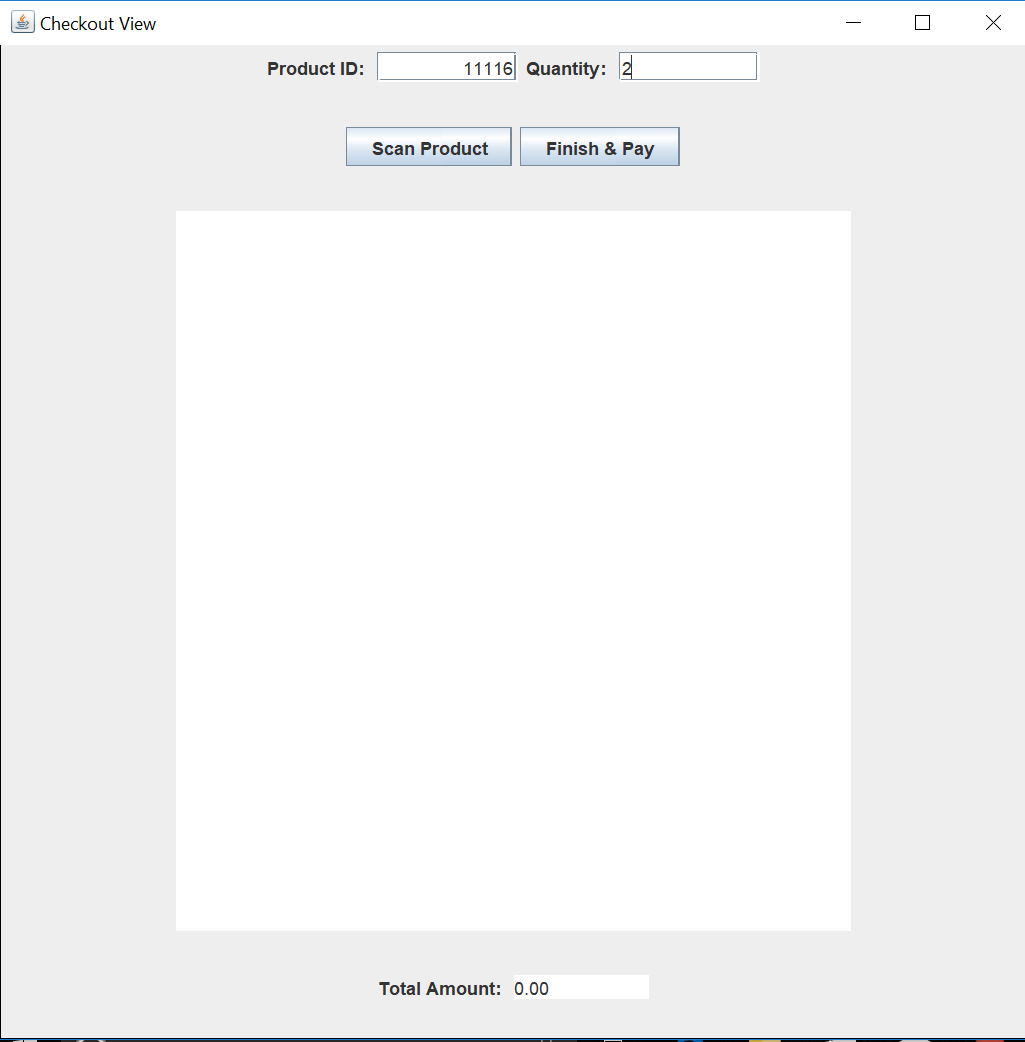 Checkout View
Product ID: 11116 Quantity: 2
Scan Product Finish & Pay
Total Amount: 0.00